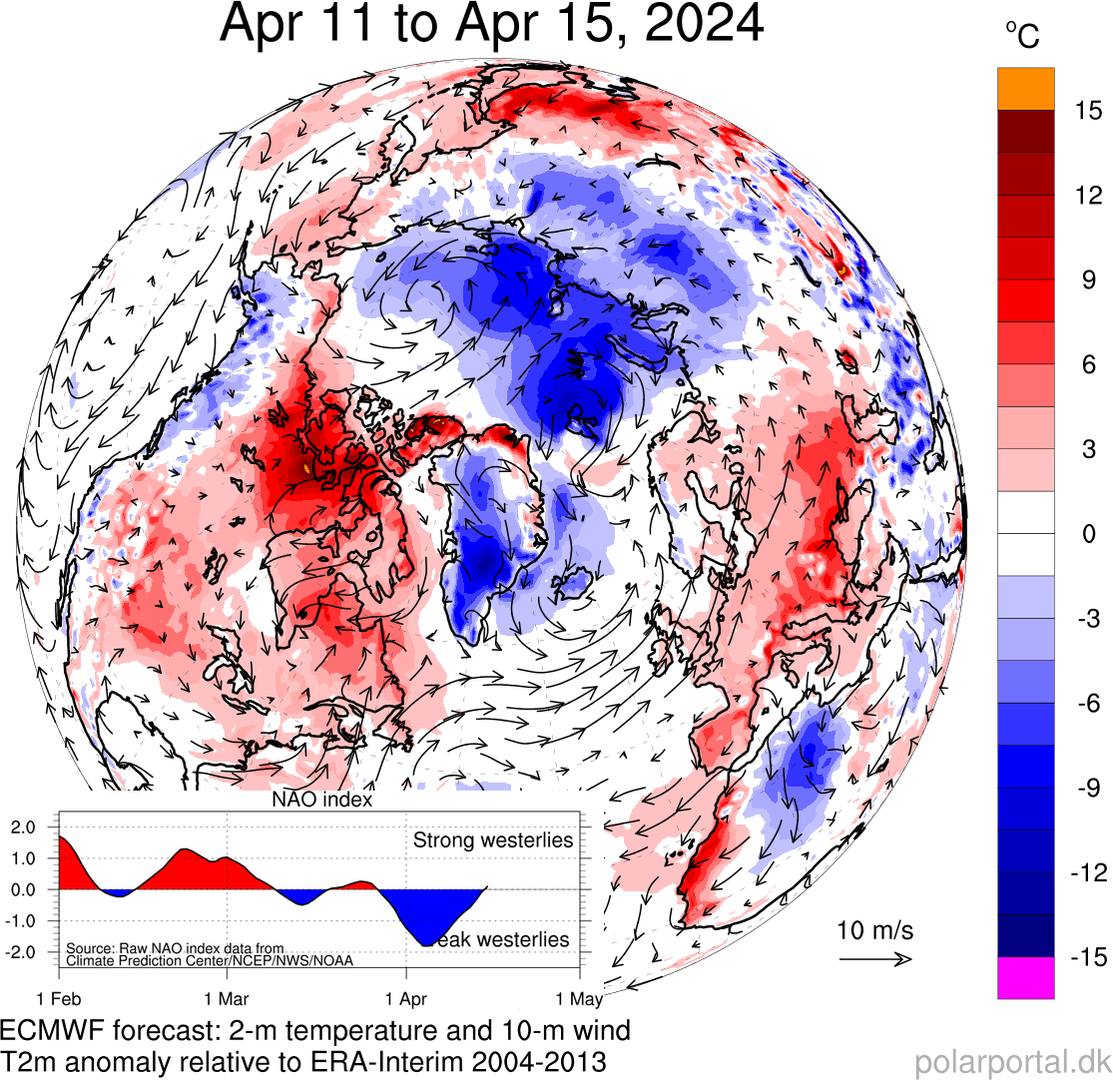 Apr 11 to Apr 15, 2024
oC
15
12
9
6
3
0
-3
-6
-9
-12
-15
10 m/s
NAO index
2.0
1.0
0.0
-1.0
-2.0
Strong westerlies
eak westerlies
Source: Raw NAO index data from
Climate Prediction Center/NCEP/NWS/NOAA
1 Feb
1 Mar
1 Apr
1 May
ECMWF forecast: 2-m temperature and 10-m wind
T2m anomaly relative to ERA-Interim 2004-2013
polarportal.dk